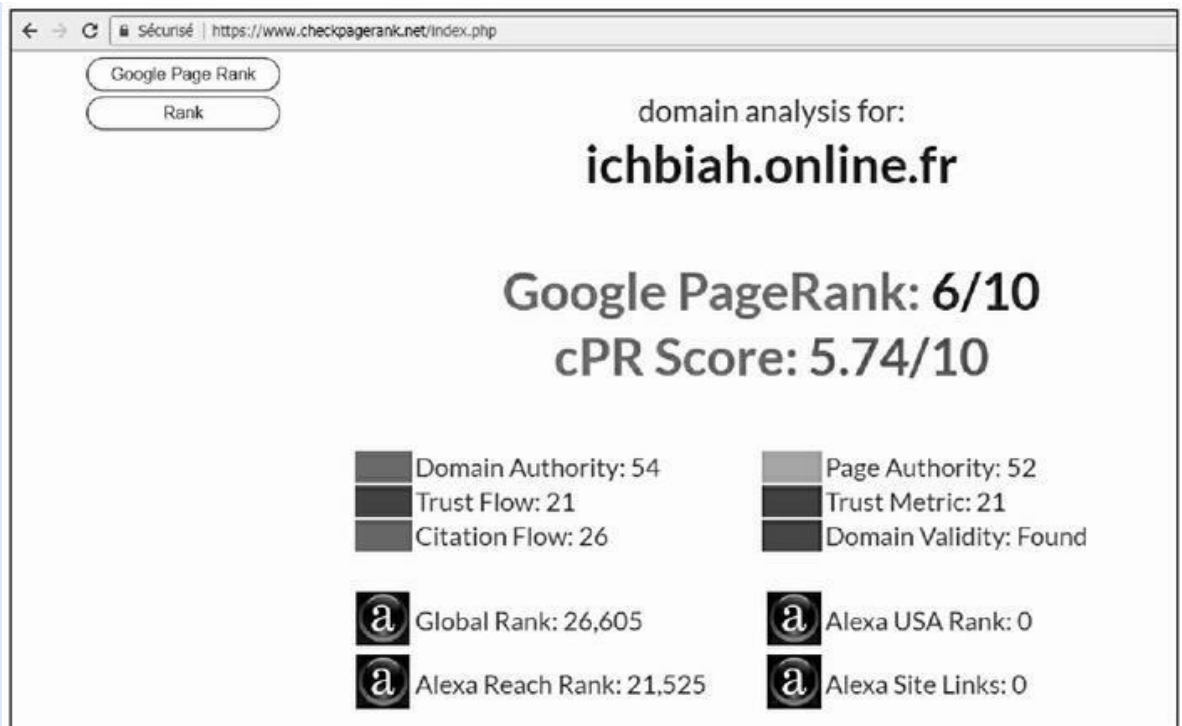 Sécurisé | https://www.checkpagerank.net/index.php
Google Page Rank
Rank
domain analysis for:
ichbiah.online.fr
Google PageRank: 6/10
cPR Score: 5.74/10
Domain Authority: 54
Page Authority: 52
Trust Flow: 21
Trust Metric: 21
Citation Flow: 26
Domain Validity: Found
a Global Rank: 26,605
a Alexa USA Rank: 0
a Alexa Reach Rank: 21,525
a Alexa Site Links: 0